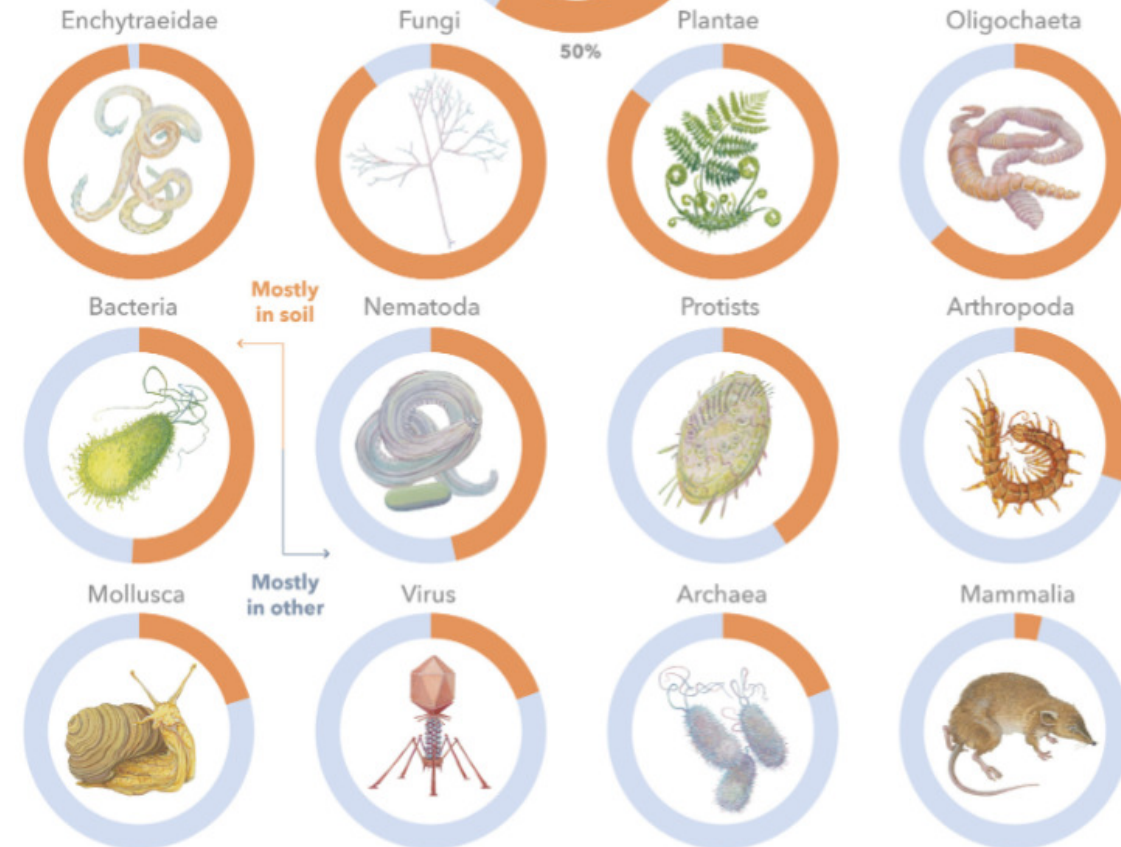 Enchytraeidae
Fungi
50%
Plantae
Oligochaeta
Bacteria
Mostly
in soil
Nematoda
Protists
Arthropoda
Mollusca
Mostly
in other
Virus
Archaea
Mammalia